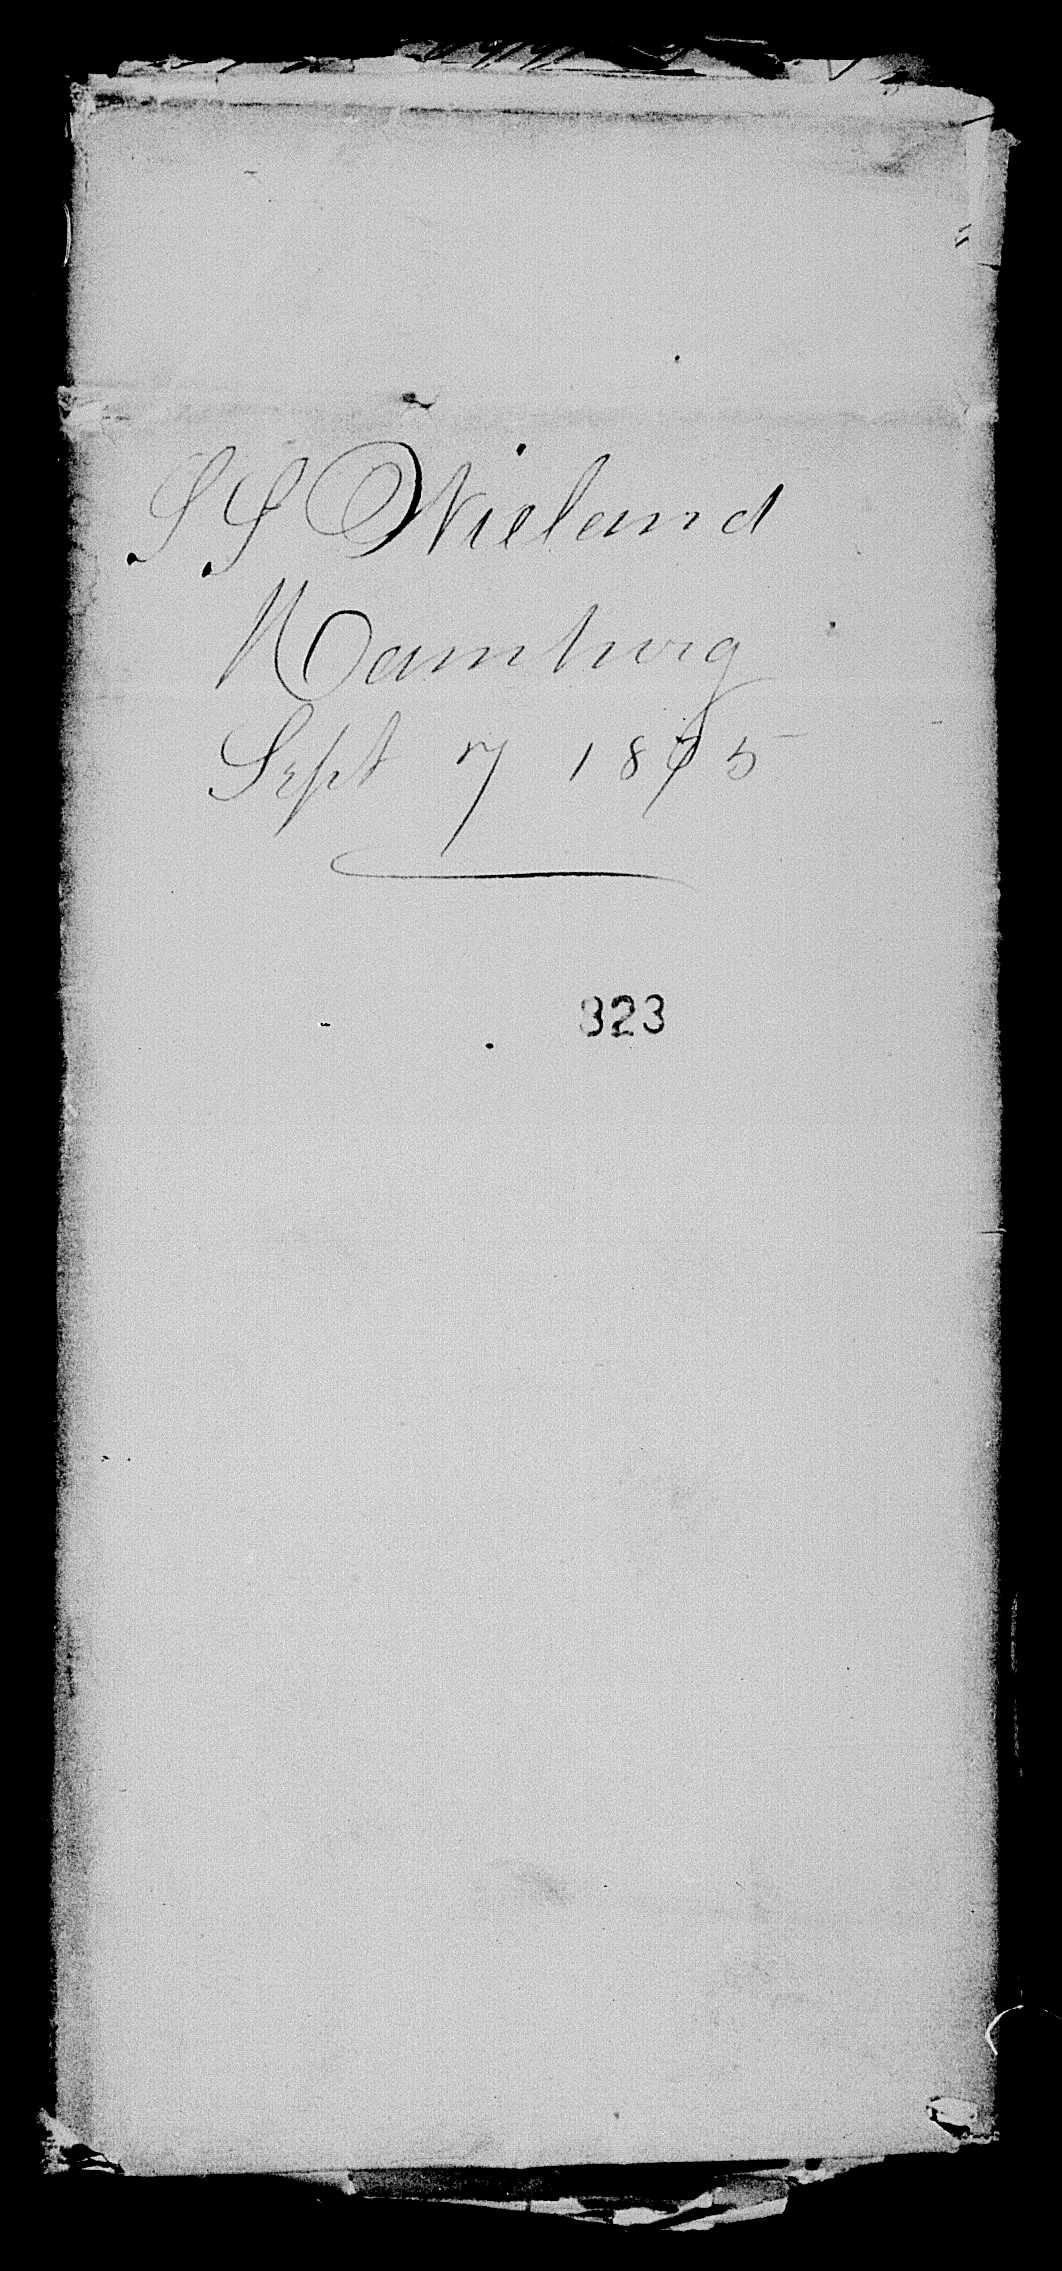 SS Wieland
Hamburg
Sept 7 1875
323